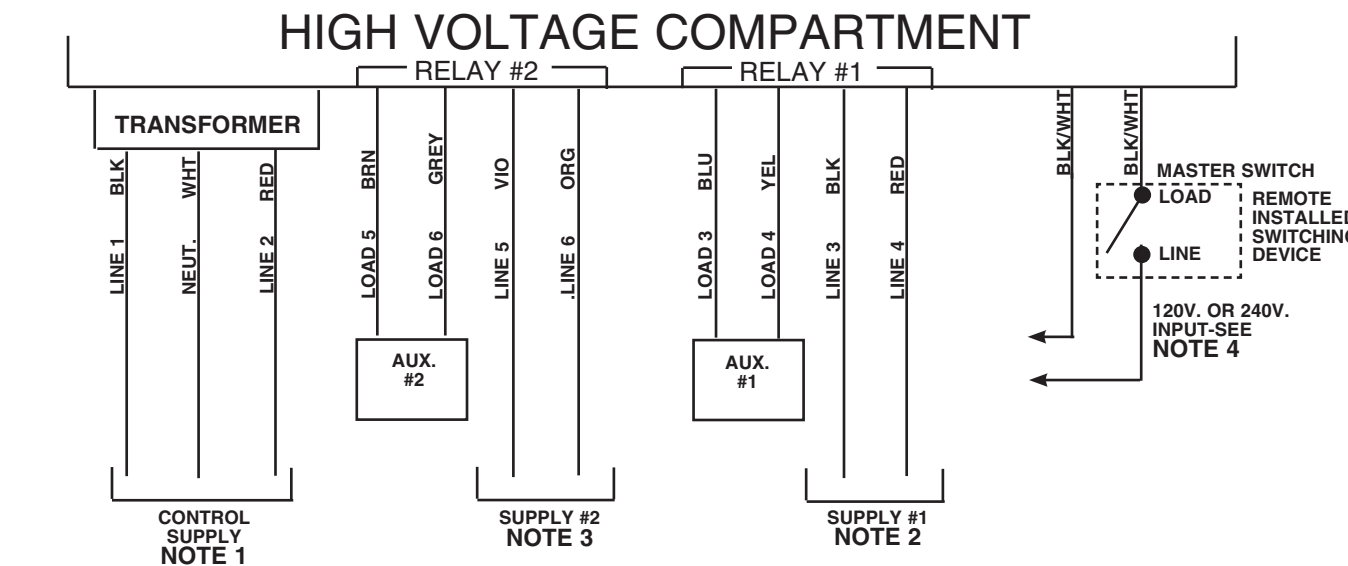 HIGH VOLTAGE COMPARTMENT
RELAY #2
RELAY #1
TRANSFORMER
BLK
WHT
RED
LINE 1
NEUT.
LINE 2
BRN
GREY
VIO
ORG
LOAD 5
LOAD 6
LINE 5
.LINE 6
BLU
YEL
BLK
RED
LOAD 3
LOAD 4
LINE 3
LINE 4
BLK/WHT
BLK/WHT
MASTER SWITCH
LOAD
LINE
REMOTE
INSTALLED
SWITCHING
DEVICE
120V. OR 240V.
INPUT-SEE
NOTE 4
AUX.
#2
AUX.
#1
CONTROL
SUPPLY
NOTE 1
SUPPLY #2
NOTE 3
SUPPLY #1
NOTE 2